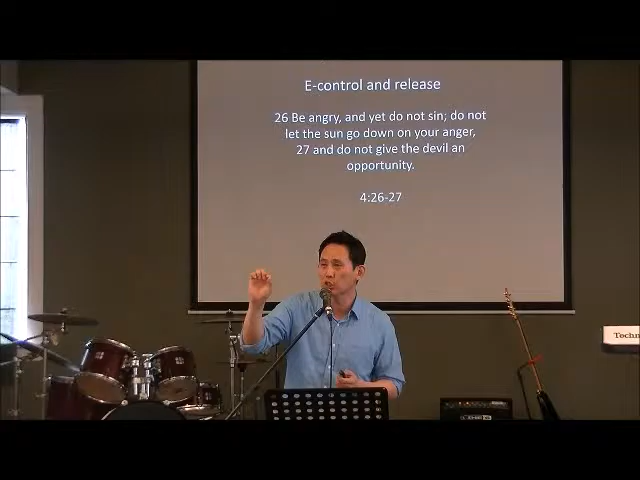 E-control and release
26 Be angry, and yet do not sin; do not
let the sun go down on your anger,
27 and do not give the devil an
opportunity.
4:26-27
Techn